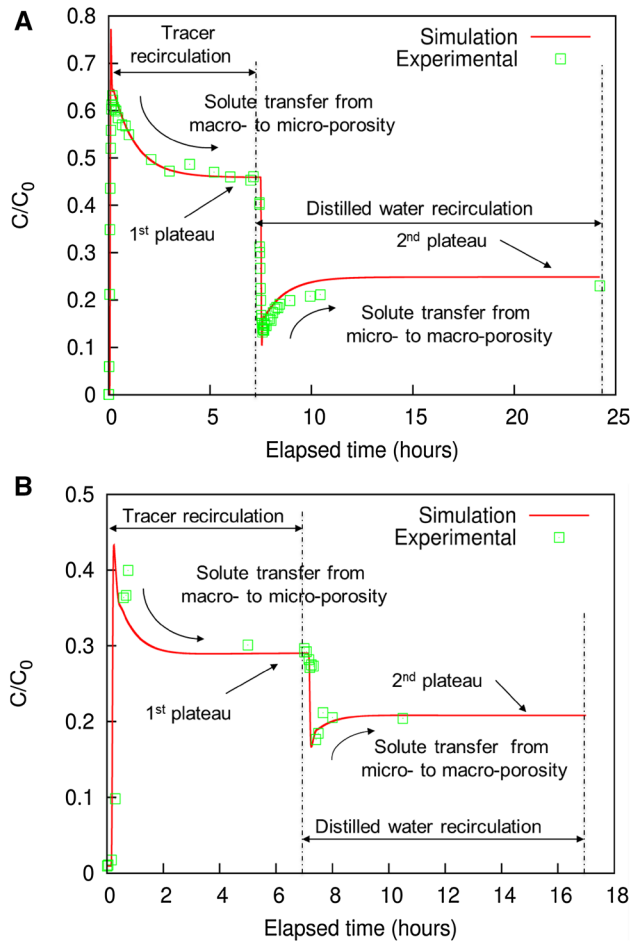 A
0.8
0.7
0.6
0.5
0.4
0.3
0.2
0.1
0
C/C0
Tracer
recirculation
Simulation
Experimental
Solute transfer from
macro- to micro-porosity
1st plateau
Distilled water recirculation
2nd plateau
Solute transfer from
micro- to macro-porosity
0 5 10 15 20 25
Elapsed time (hours)
B
0.5
0.4
0.3
0.2
0.1
0
C/C0
Tracer recirculation
Simulation
Experimental
Solute transfer from
macro- to micro-porosity
1st plateau
2nd plateau
Solute transfer from
micro- to macro-porosity
Distilled water recirculation
0 2 4 6 8 10 12 14 16 18
Elapsed time (hours)